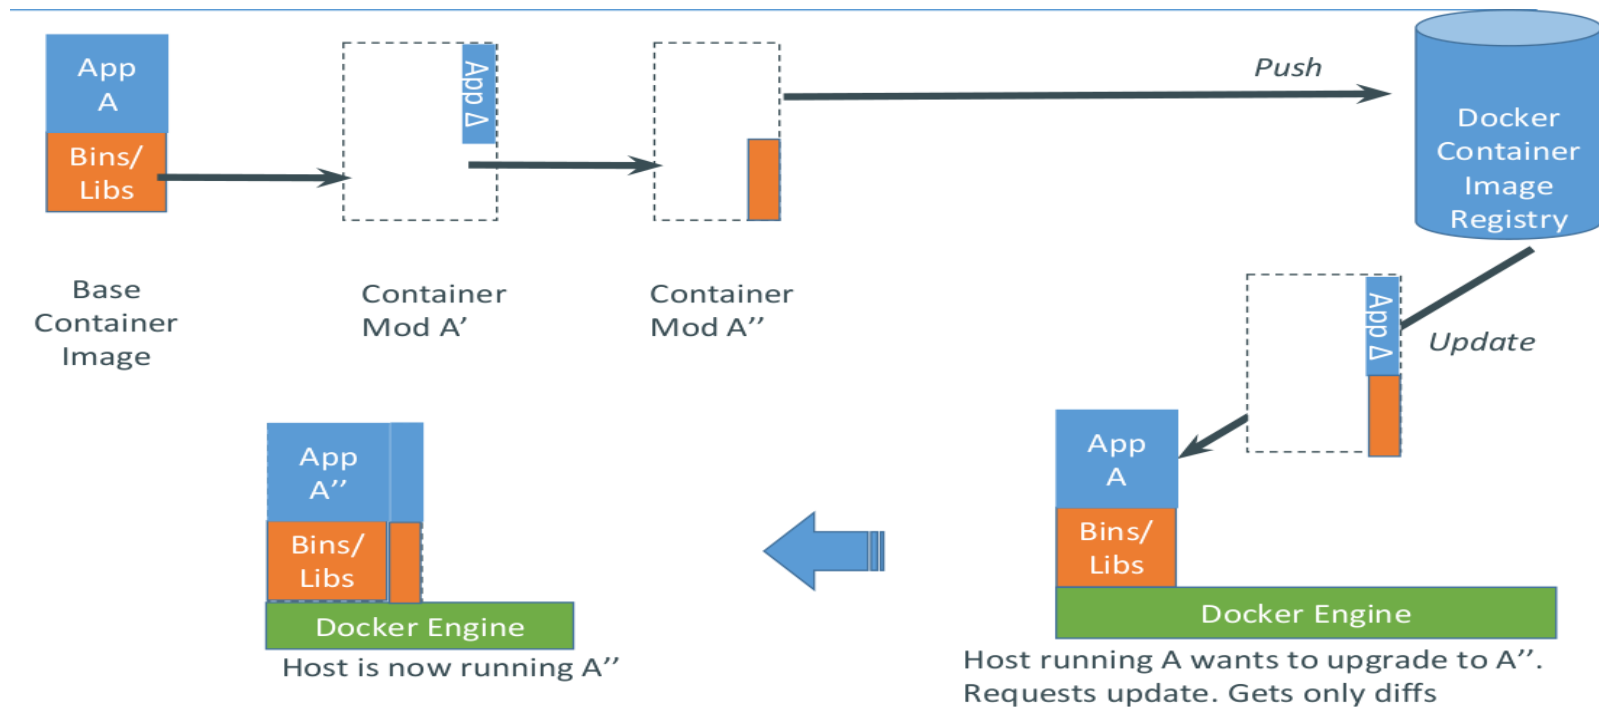 App
A
Bins/
Libs
App Δ
Push
Docker
Container
Image
Registry
Base
Container
Image
Container
Mod A’
Container
Mod A’’
App Δ
Update
App
A’’
Bins/
Libs
Docker Engine
Host is now running A’’
App
A
Bins/
Libs
Docker Engine
Host running A wants to upgrade to A’’.
Requests update. Gets only diffs